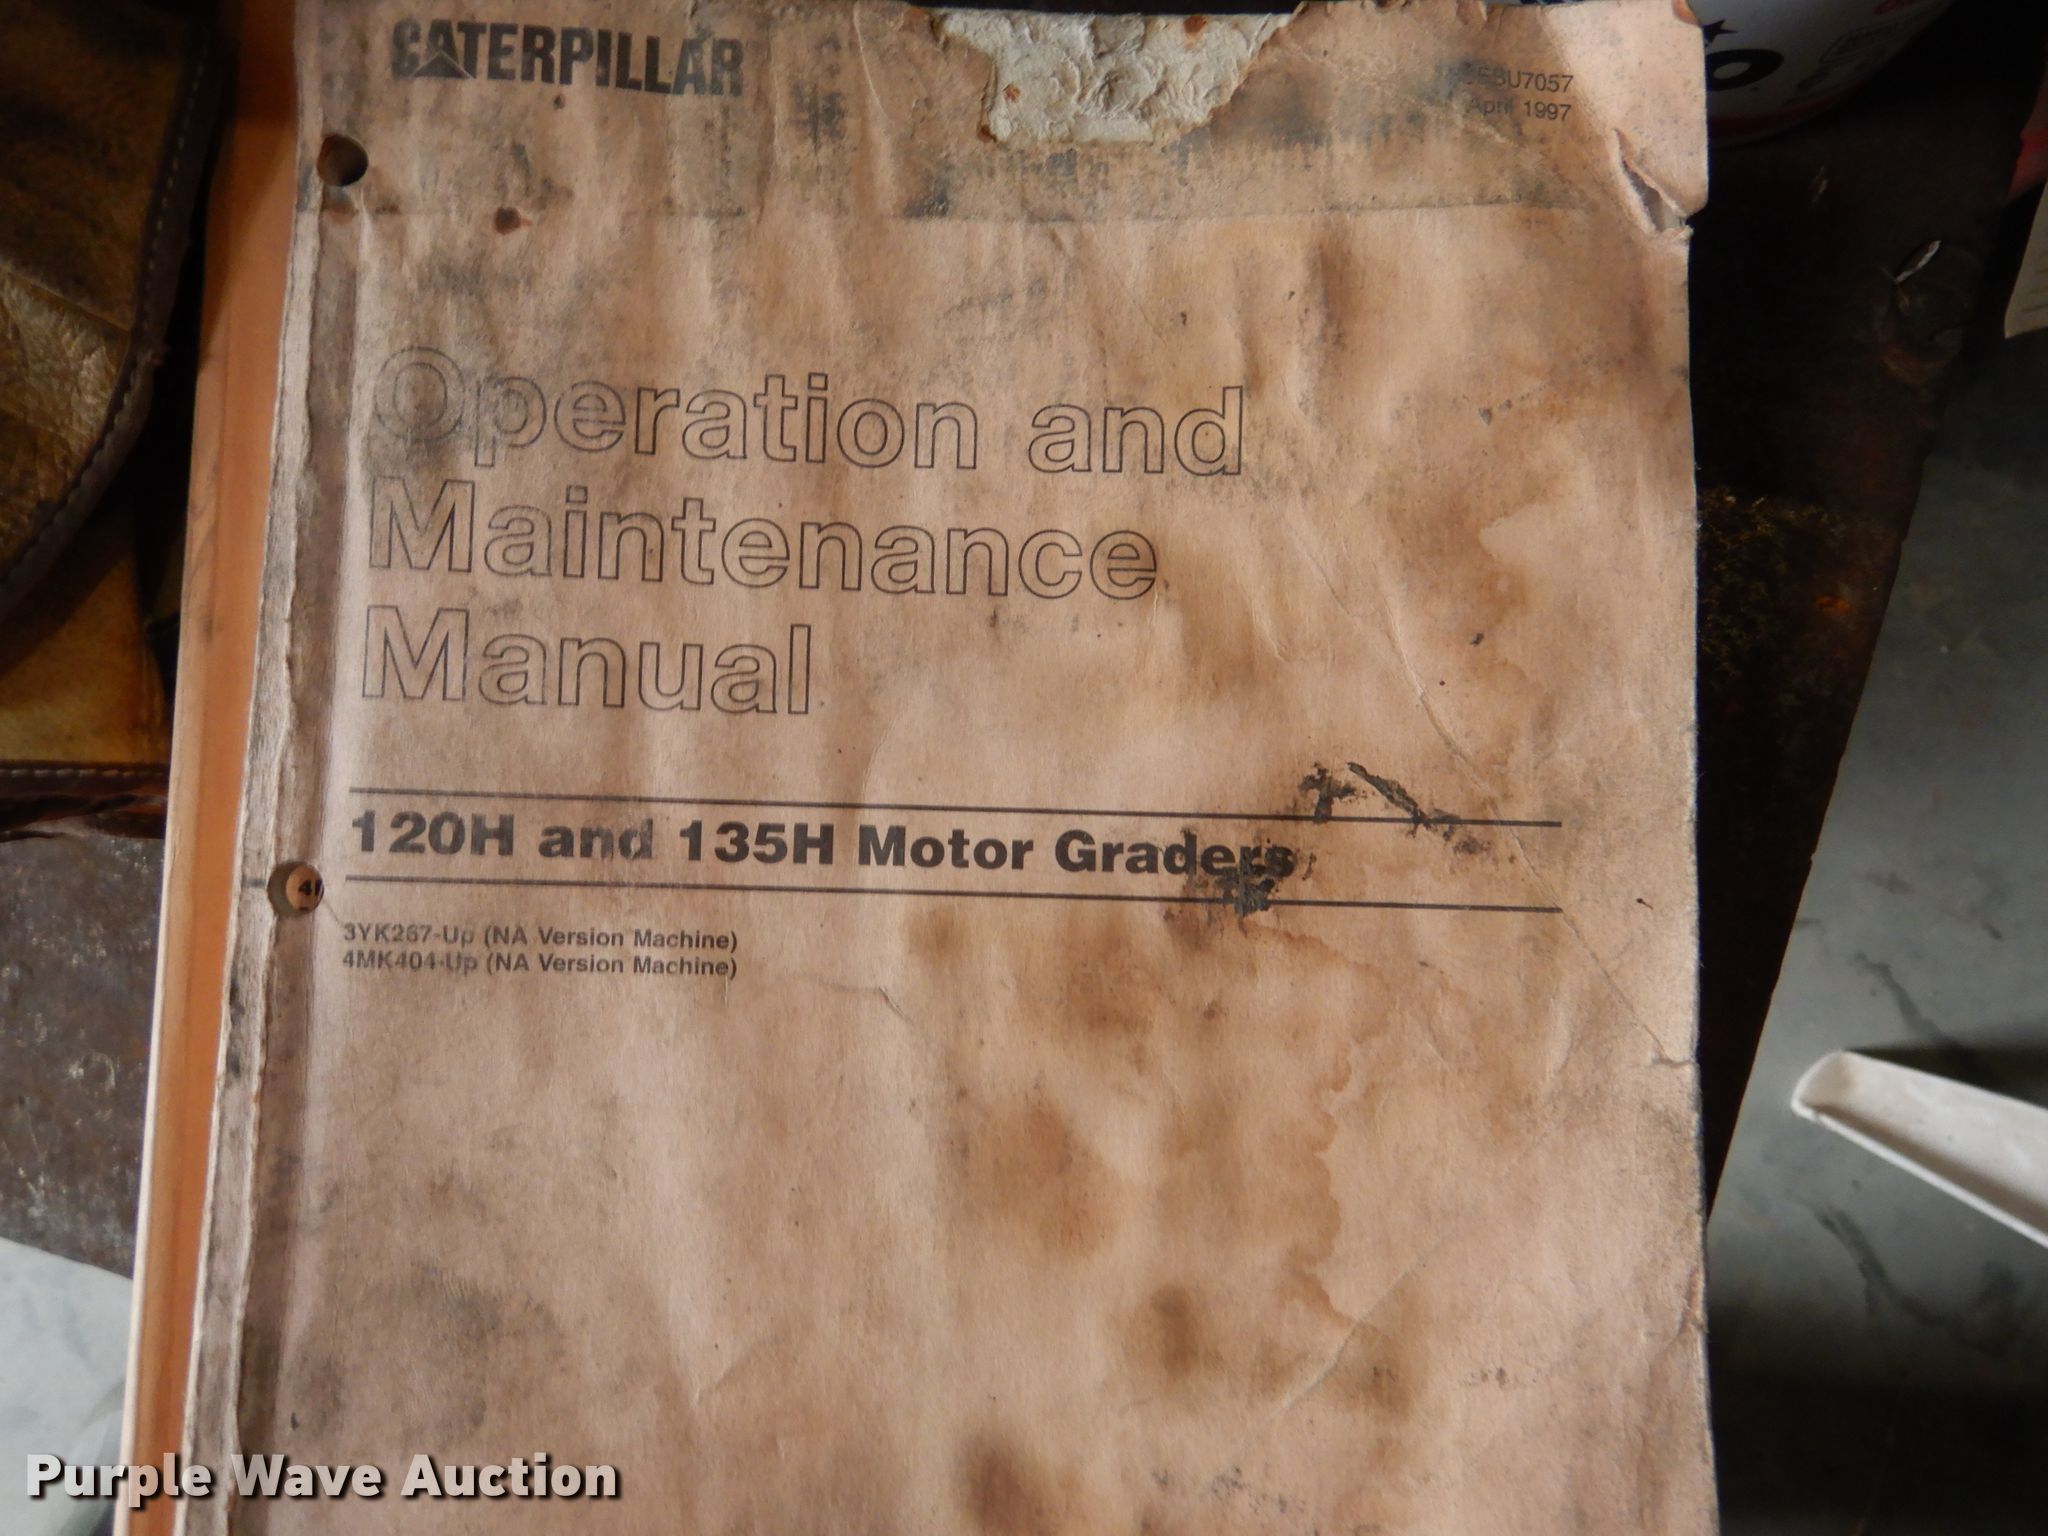 CATERPILLAR
SEBU7057
April 1997
Operation and
Maintenance
Manual
120H and 135H Motor Graders
3YK267-Up (NA Version Machine)
4MK404-Up (NA Version Machine)
Purple Wave Auction